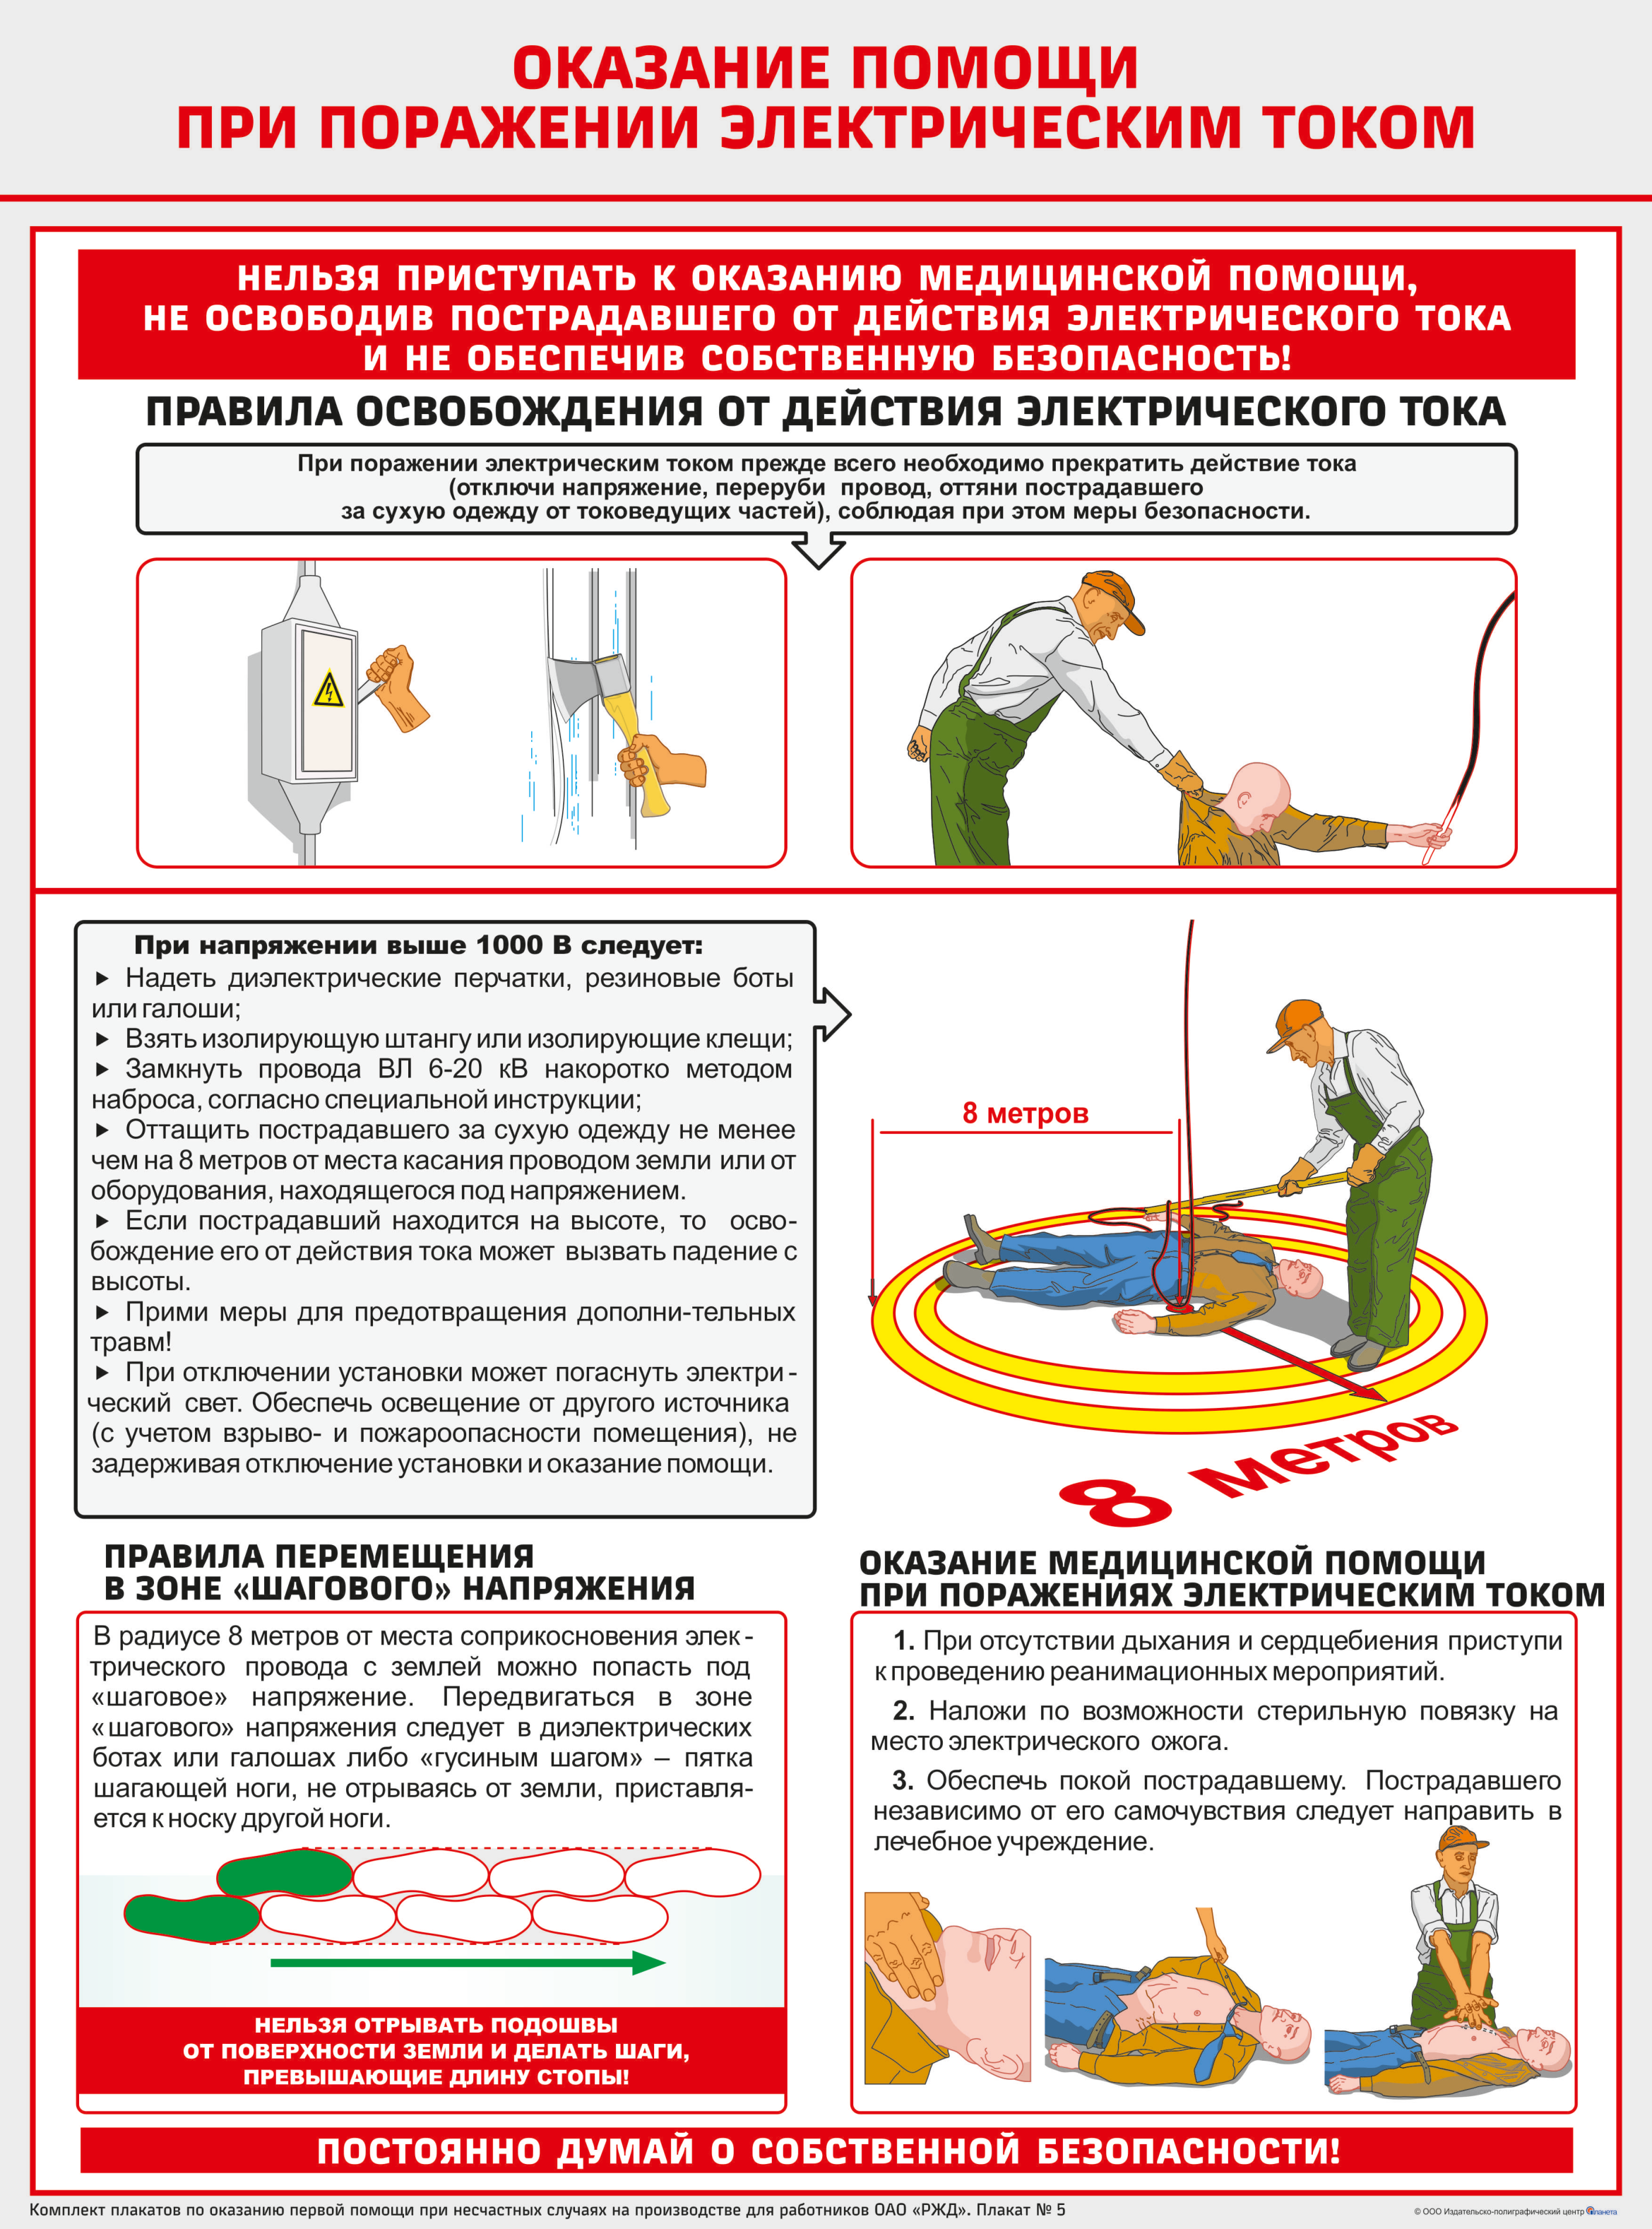 ОКАЗАНИЕ ПОМОЩИ
ПРИ ПОРАЖЕНИИ ЭЛЕКТРИЧЕСКИМ ТОКОМ
НЕЛЬЗЯ ПРИСТУПАТЬ К ОКАЗАНИЮ МЕДИЦИНСКОЙ ПОМОЩИ,
НЕ ОСВОБОДИВ ПОСТРАДАВШЕГО ОТ ДЕЙСТВИЯ ЭЛЕКТРИЧЕСКОГО ТОКА
И НЕ ОБЕСПЕЧИВ СОБСТВЕННУЮ БЕЗОПАСНОСТЬ!
ПРАВИЛА ОСВОБОЖДЕНИЯ ОТ ДЕЙСТВИЯ ЭЛЕКТРИЧЕСКОГО ТОКА
При поражении электрическим током прежде всего необходимо прекратить действие тока
(отключи напряжение, переруби провод, оттяни пострадавшего
за сухую одежду от токоведущих частей), соблюдая при этом меры безопасности.
При напряжении выше 1000 В следует:
► Надеть диэлектрические перчатки, резиновые боты
или галоши;
► Взять изолирующую штангу или изолирующие клещи;
► Замкнуть провода ВЛ 6-20 кВ накоротко методом
наброса, согласно специальной инструкции;
► Оттащить пострадавшего за сухую одежду не менее
чем на 8 метров от места касания проводом земли или от
оборудования, находящегося под напряжением.
► Если пострадавший находится на высоте, то осво-
бождение его от действия тока может вызвать падение с
высоты.
► Прими меры для предотвращения дополни-тельных
травм!
► При отключении установки может погаснуть электри-
ческий свет. Обеспечь освещение от другого источника
(с учетом взрыво- и пожароопасности помещения), не
задерживая отключение установки и оказание помощи.
8 метров
8 метров
ПРАВИЛА ПЕРЕМЕЩЕНИЯ
В ЗОНЕ «ШАГОВОГО» НАПРЯЖЕНИЯ
В радиусе 8 метров от места соприкосновения элек-
трического провода с землей можно попасть под
«шаговое» напряжение. Передвигаться в зоне
«шагового» напряжения следует в диэлектрических
ботах или галошах либо «гусиным шагом» – пятка
шагающей ноги, не отрываясь от земли, приставля-
ется к носку другой ноги.
НЕЛЬЗЯ ОТРЫВАТЬ ПОДОШВЫ
ОТ ПОВЕРХНОСТИ ЗЕМЛИ И ДЕЛАТЬ ШАГИ,
ПРЕВЫШАЮЩИЕ ДЛИНУ СТОПЫ!
ОКАЗАНИЕ МЕДИЦИНСКОЙ ПОМОЩИ
ПРИ ПОРАЖЕНИЯХ ЭЛЕКТРИЧЕСКИМ ТОКОМ
1. При отсутствии дыхания и сердцебиения приступи
к проведению реанимационных мероприятий.
2. Наложи по возможности стерильную повязку на
место электрического ожога.
3. Обеспечь покой пострадавшему. Пострадавшего
независимо от его самочувствия следует направить в
лечебное учреждение.
ПОСТОЯННО ДУМАЙ О СОБСТВЕННОЙ БЕЗОПАСНОСТИ!
Комплект плакатов по оказанию первой помощи при несчастных случаях на производстве для работников ОАО «РЖД». Плакат № 5
© ООО Издательско-полиграфический центр Планета